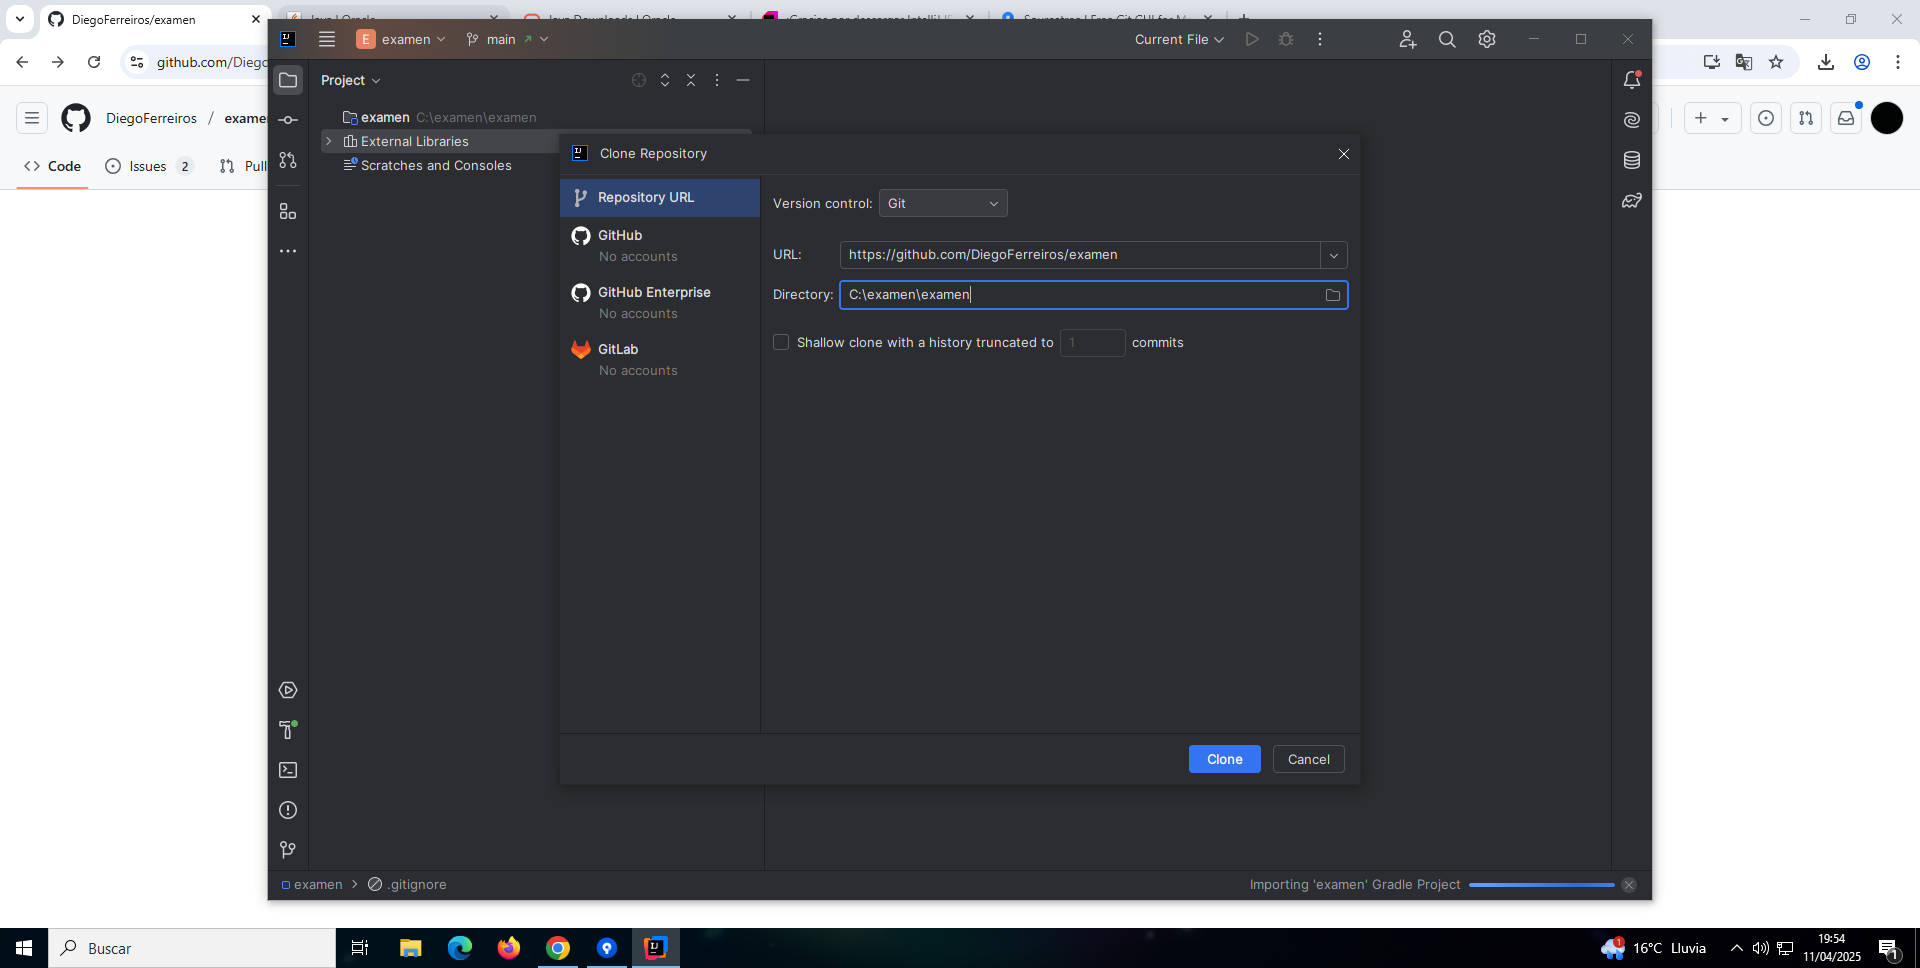 DiegoFerreiros/examen
github.com/Diego
DiegoFerreiros / examen
Code
Issues 2
Pull
E examen
main
Current File
Project
examen C:\examen\examen
External Libraries
Scratches and Consoles
Clone Repository
Repository URL
GitHub
No accounts
GitHub Enterprise
No accounts
GitLab
No accounts
Version control: Git
URL: https://github.com/DiegoFerreiros/examen
Directory: C:\examen\examen
Shallow clone with a history truncated to 1 commits
Clone
Cancel
examen
.gitignore
Importing 'examen' Gradle Project
Buscar
1
16°C Lluvia
19:54
11/04/2025
1